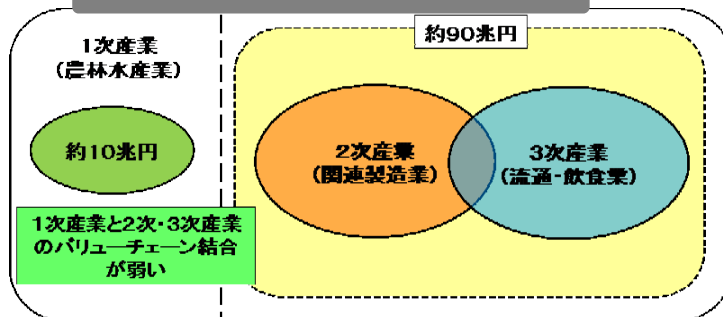 約90兆円
1次産業
（農林水産業）
約10兆円
2次産業
（関連製造業）
3次産業
（流通・飲食業）
1次産業と2次・3次産業
のバリューチェーン結合
が弱い